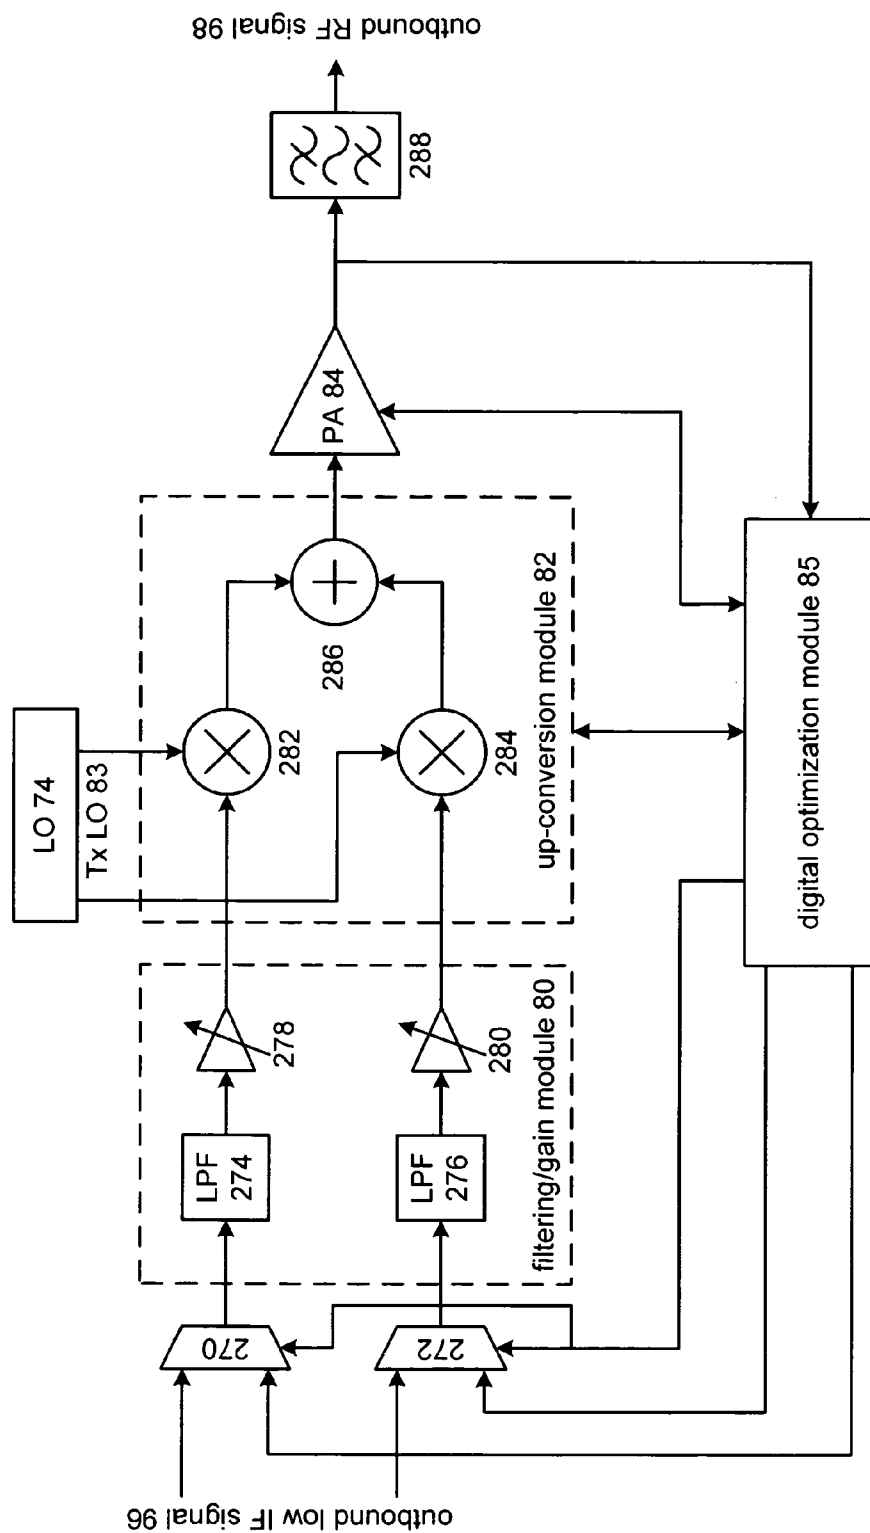 outbound RF signal 98
288
PA 84
LO 74
Tx LO 83
282
286
284
up-conversion module 82
digital optimization module 85
278
280
LPF
274
LPF
276
filtering/gain module 80
270
272
outbound low IF signal 96